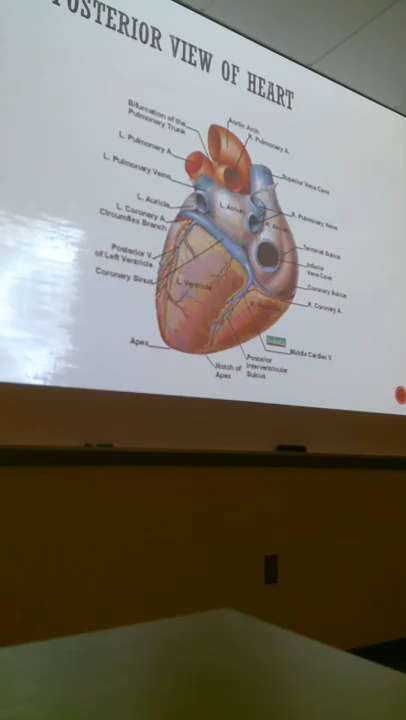 POSTERIOR VIEW OF HEART
Bifurcation of the
Pulmonary Trunk
Aortic Arch
R. Pulmonary A.
L. Pulmonary A.
L. Pulmonary Veins
Superior Vena Cava
L. Auricle
L. Atrium
R. Pulmonary Veins
L. Coronary A.
Circumflex Branch
R. Atrium
Terminal Sulcus
Posterior V.
of Left Ventricle
Inferior
Vena Cava
Coronary Sinus
L. Ventricle
Coronary Sulcus
R. Coronary A.
Apex
Middle Cardiac V.
Posterior
Interventricular
Sulcus
Notch of
Apex